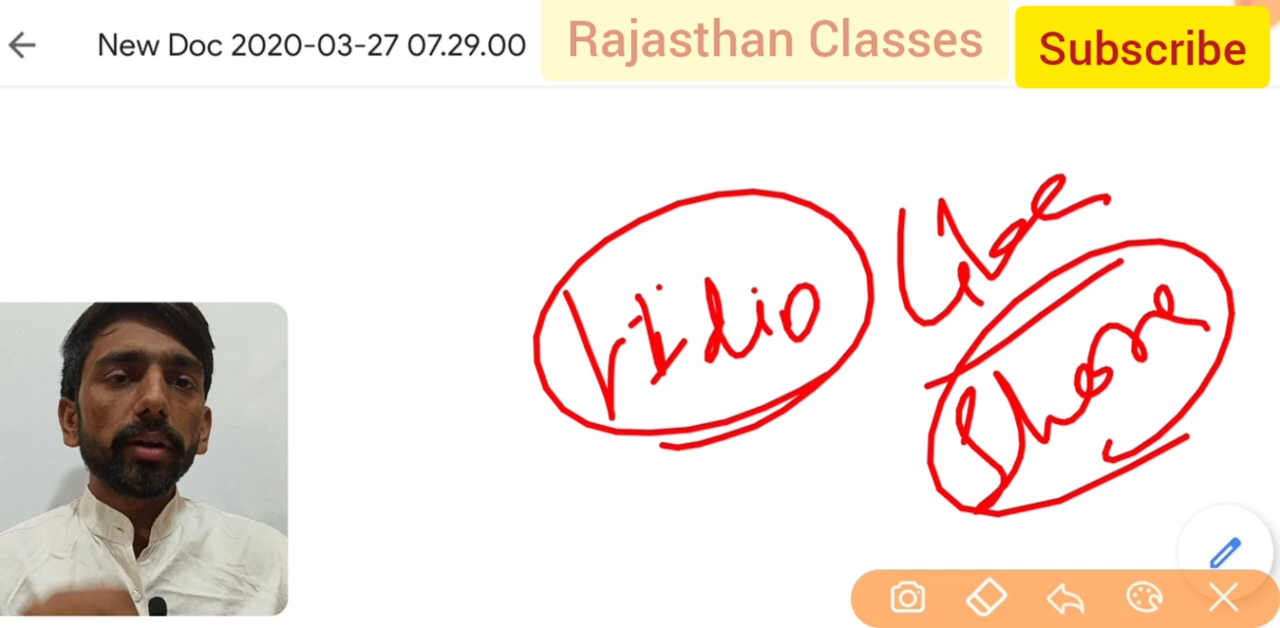 New Doc 2020-03-27 07.29.00
Rajasthan Classes
Subscribe
Vidio
Like
Share